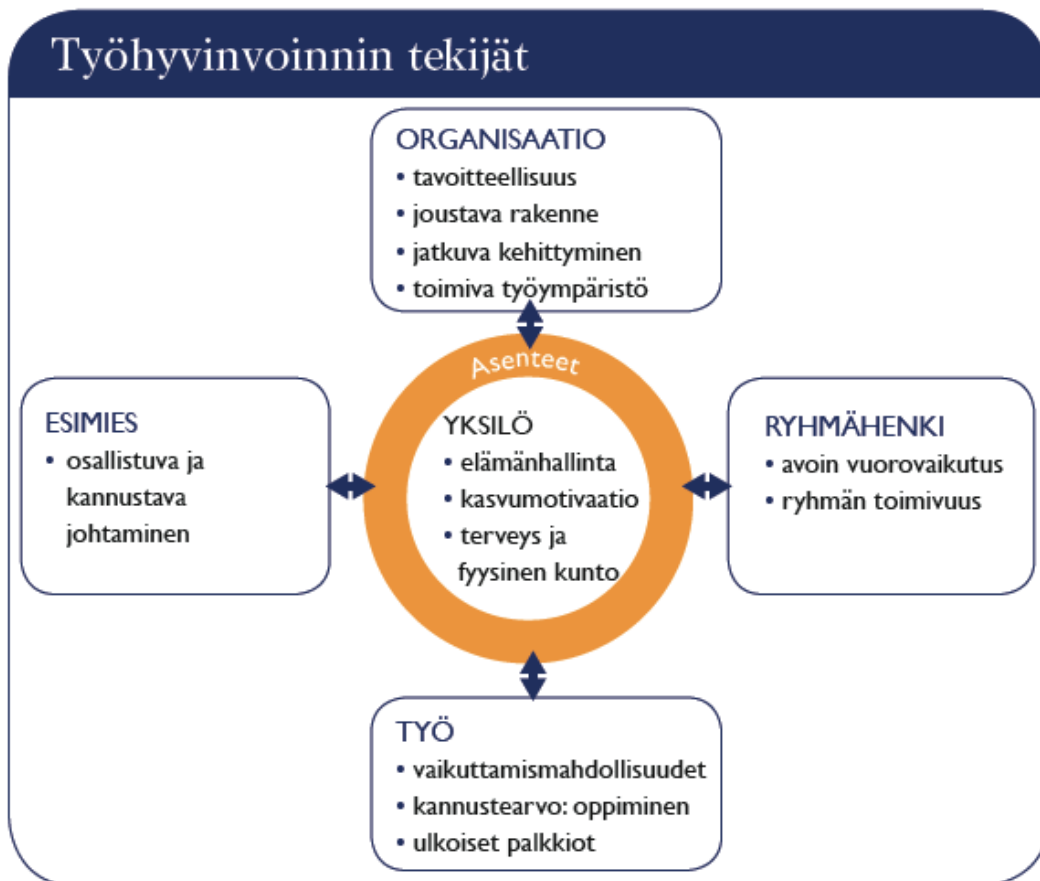 Työhyvinvoinnin tekijät
ORGANISAATIO
• tavoitteellisuus
• joustava rakenne
• jatkuva kehittyminen
• toimiva työympäristö
Asenteet
ESIMIES
• osallistuva ja
kannustava
johtaminen
YKSILÖ
• elämänhallinta
• kasvumotivaatio
• terveys ja
fyysinen kunto
RYHMÄHENKI
• avoin vuorovaikutus
• ryhmän toimivuus
TYÖ
• vaikuttamismahdollisuudet
• kannustearvo: oppiminen
• ulkoiset palkkiot